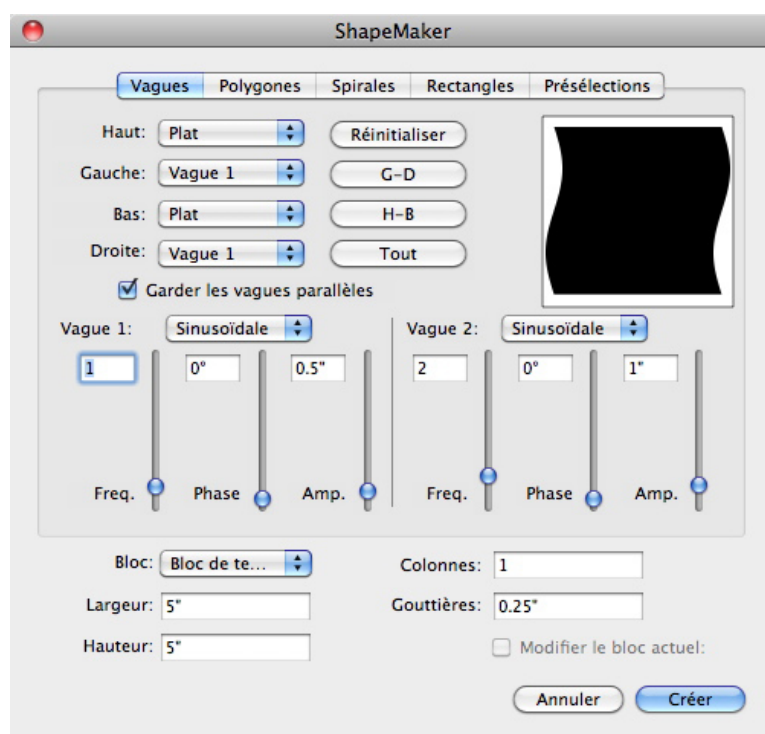 ShapeMaker
Vagues Polygones Spirales Rectangles Présélections
Haut: Plat Réinitialiser
Gauche: Vague 1 G-D
Bas: Plat H-B
Droite: Vague 1 Tout
Garder les vagues parallèles
Vague 1: Sinusoïdale Vague 2: Sinusoïdale
1 0° 0.5" 2 0° 1"
Freq. Phase Amp. Freq. Phase Amp.
Bloc: Bloc de te... Colonnes: 1
Largeur: 5" Gouttières: 0.25"
Hauteur: 5" Modifier le bloc actuel:
Annuler Créer